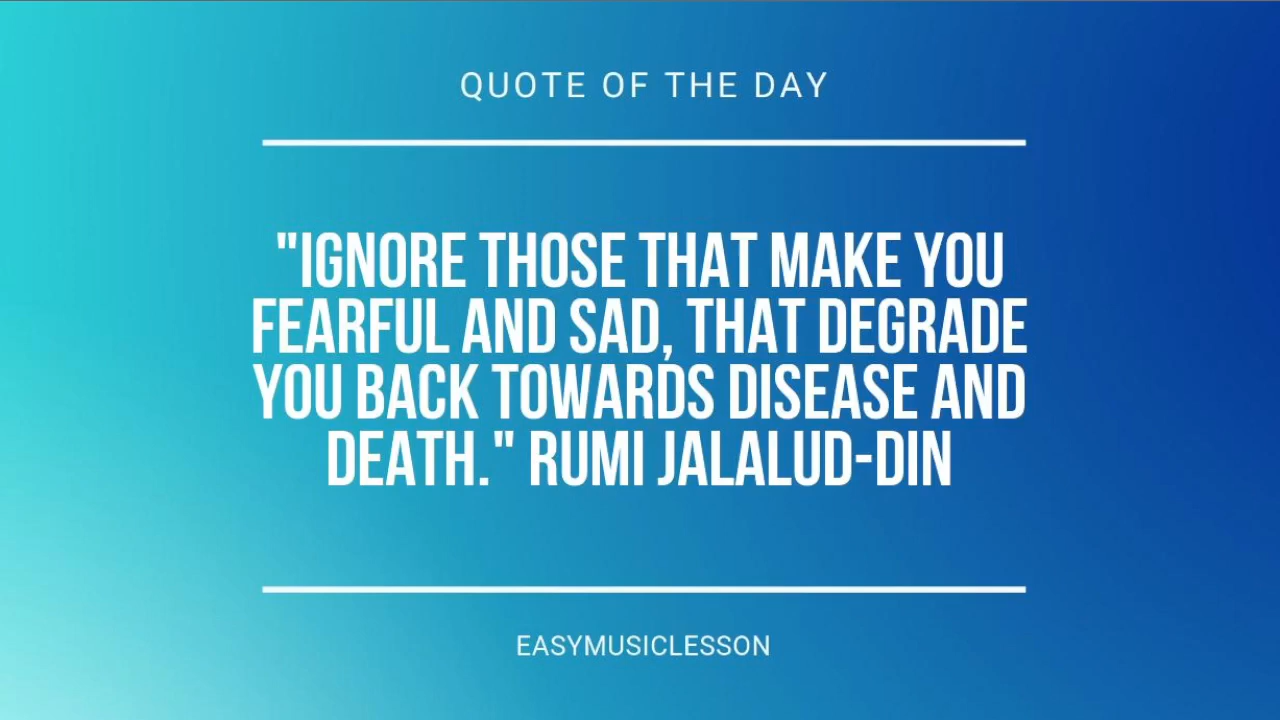 QUOTE OF THE DAY
"IGNORE THOSE THAT MAKE YOU
FEARFUL AND SAD, THAT DEGRADE
YOU BACK TOWARDS DISEASE AND
DEATH." RUMI JALALUD-DIN
EASYMUSICLESSON